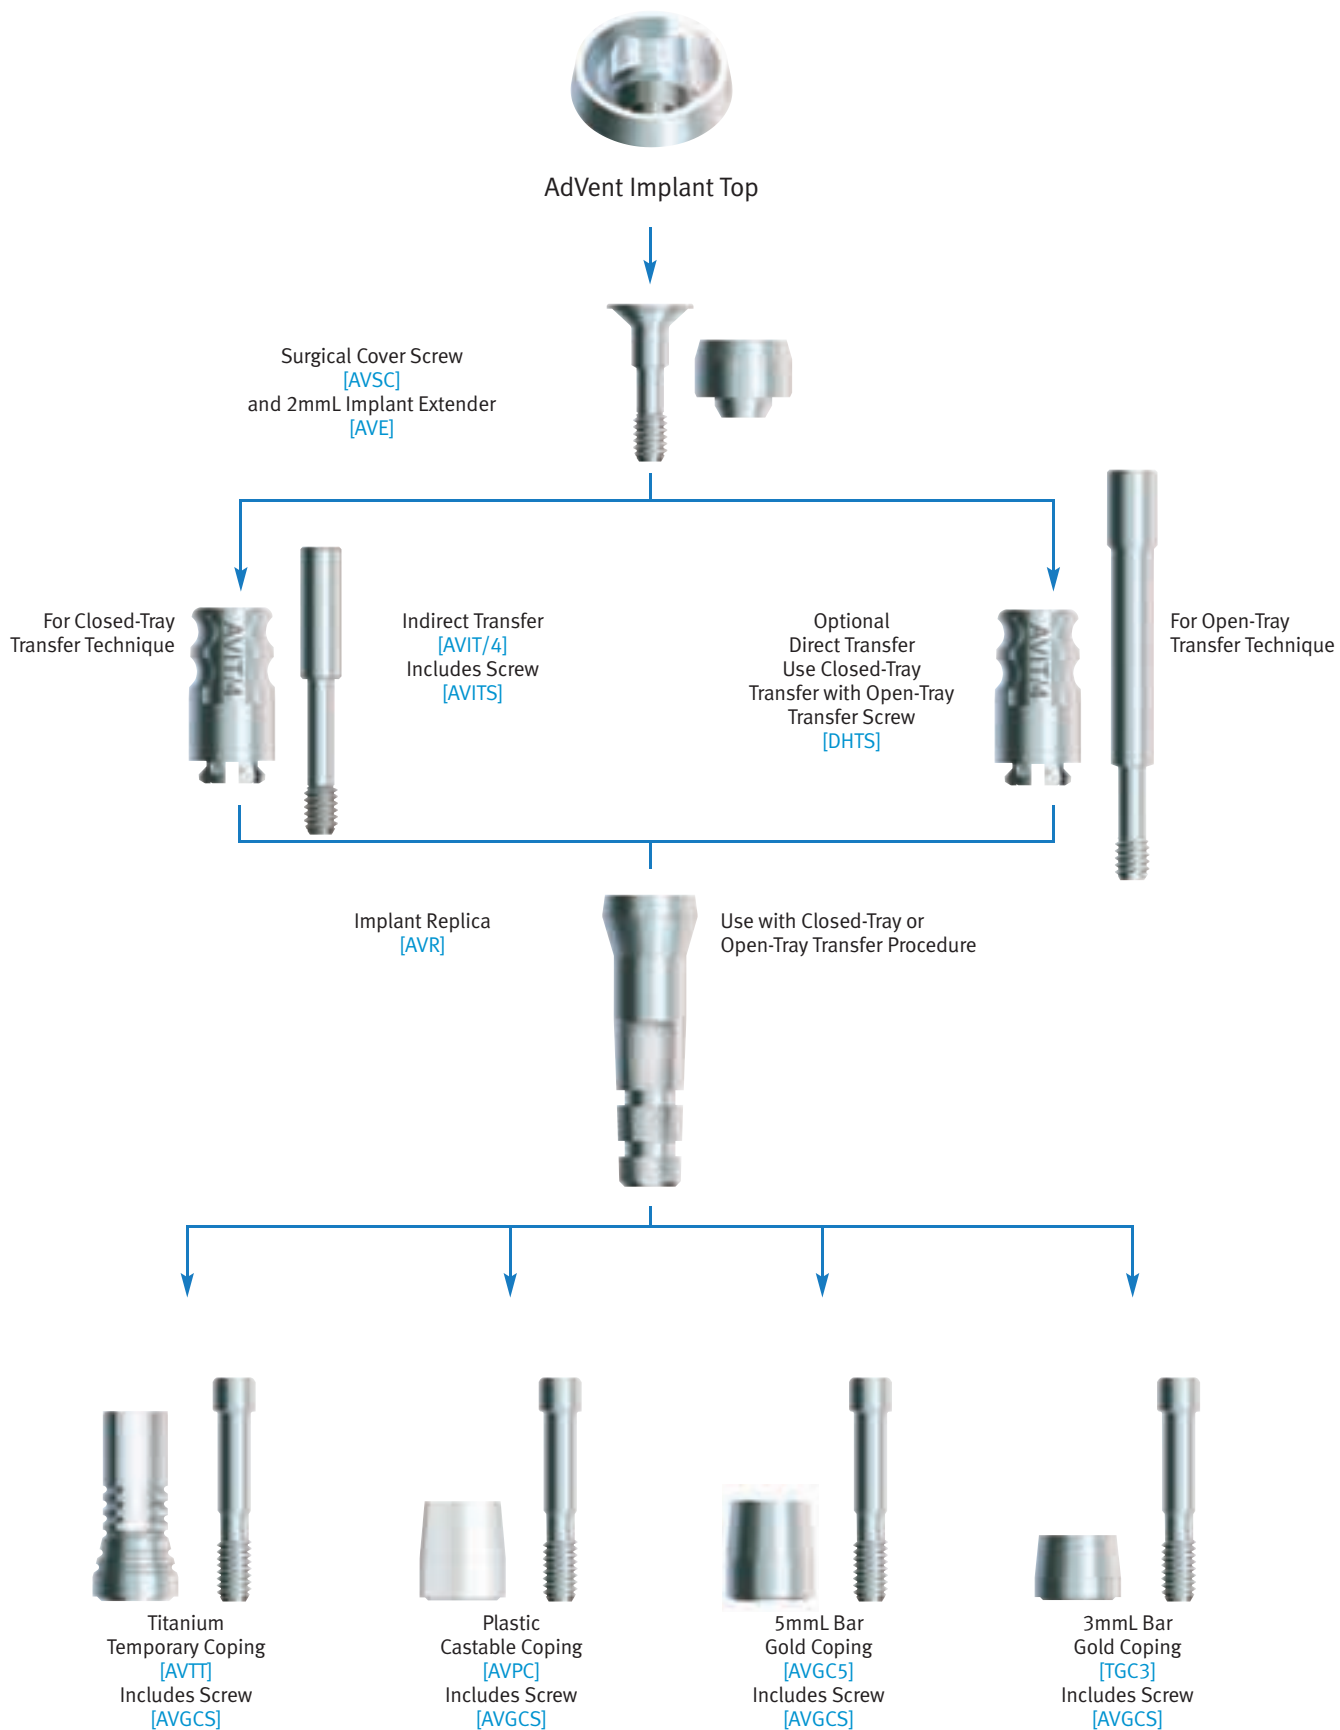 AdVent Implant Top
Surgical Cover Screw
[AVSC]
and 2mmL Implant Extender
[AVE]
For Closed-Tray
Transfer Technique
AVIT/4
Indirect Transfer
[AVIT/4]
Includes Screw
[AVITS]
Optional
Direct Transfer
Use Closed-Tray
Transfer with Open-Tray
Transfer Screw
[DHTS]
AVIT/4
For Open-Tray
Transfer Technique
Implant Replica
[AVR]
Use with Closed-Tray or
Open-Tray Transfer Procedure
Titanium
Temporary Coping
[AVTT]
Includes Screw
[AVGCS]
Plastic
Castable Coping
[AVPC]
Includes Screw
[AVGCS]
5mmL Bar
Gold Coping
[AVGC5]
Includes Screw
[AVGCS]
3mmL Bar
Gold Coping
[TGC3]
Includes Screw
[AVGCS]